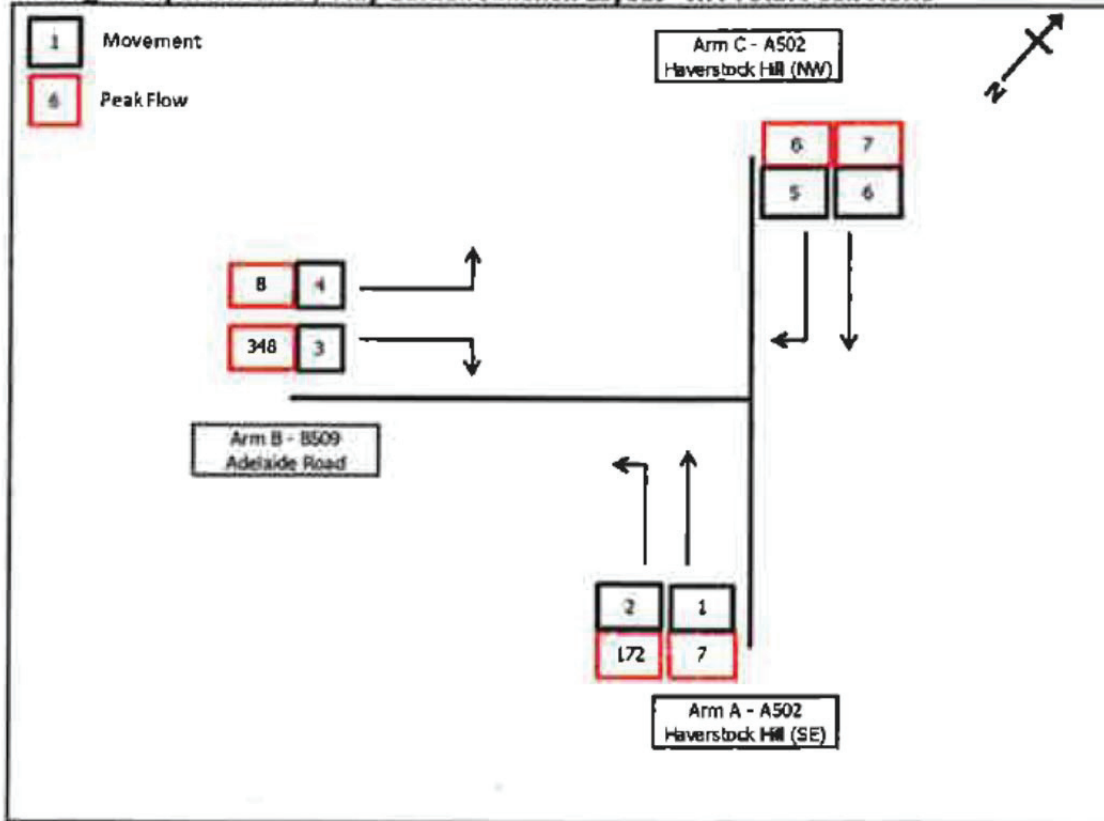 Layout
1 Movement
6 Peak Flow
Arm C - A502
Haverstock Hill (NW)
N
6 7
5 6
8 4
348 3
Arm B - B509
Adelaide Road
2 1
172 7
Arm A - A502
Haverstock Hill (SE)